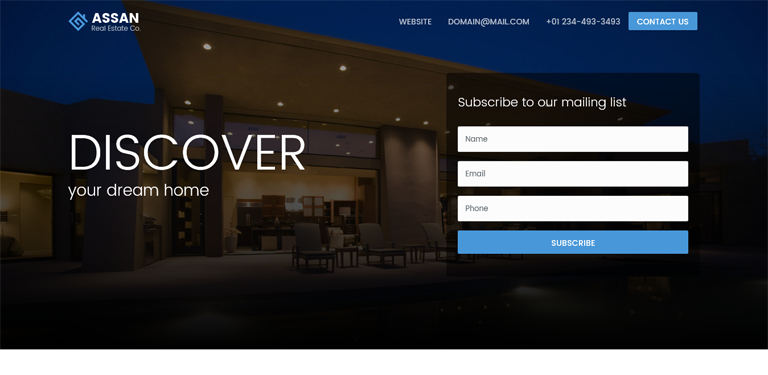 ASSAN
Real Estate Co.
WEBSITE
DOMAIN@MAIL.COM
+01 234-493-3493
CONTACT US
DISCOVER
your dream home
Subscribe to our mailing list
Name
Email
Phone
SUBSCRIBE